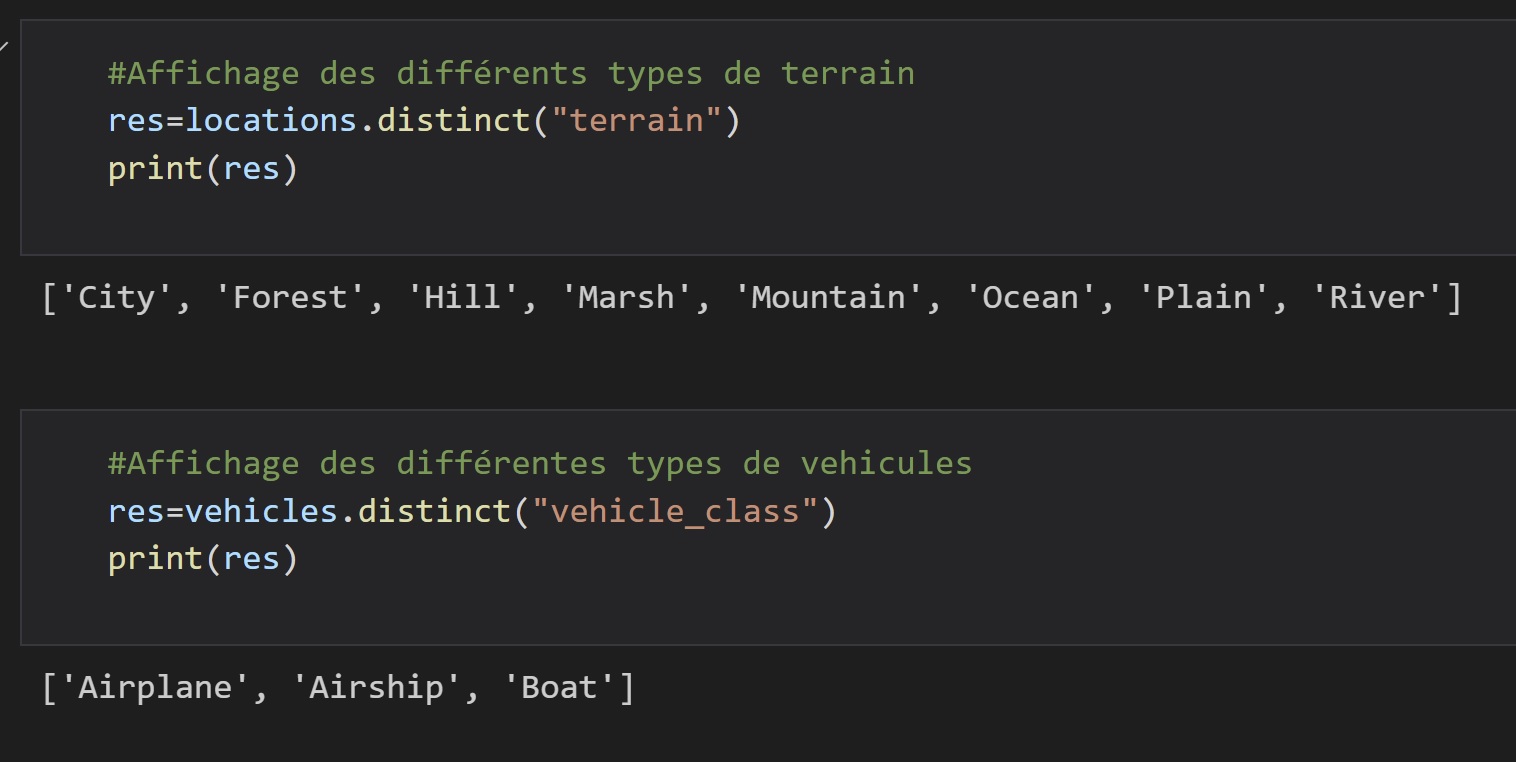 #Affichage des différents types de terrain
res=locations.distinct("terrain")
print(res)
['City', 'Forest', 'Hill', 'Marsh', 'Mountain', 'Ocean', 'Plain', 'River']
#Affichage des différentes types de vehicules
res=vehicles.distinct("vehicle_class")
print(res)
['Airplane', 'Airship', 'Boat']